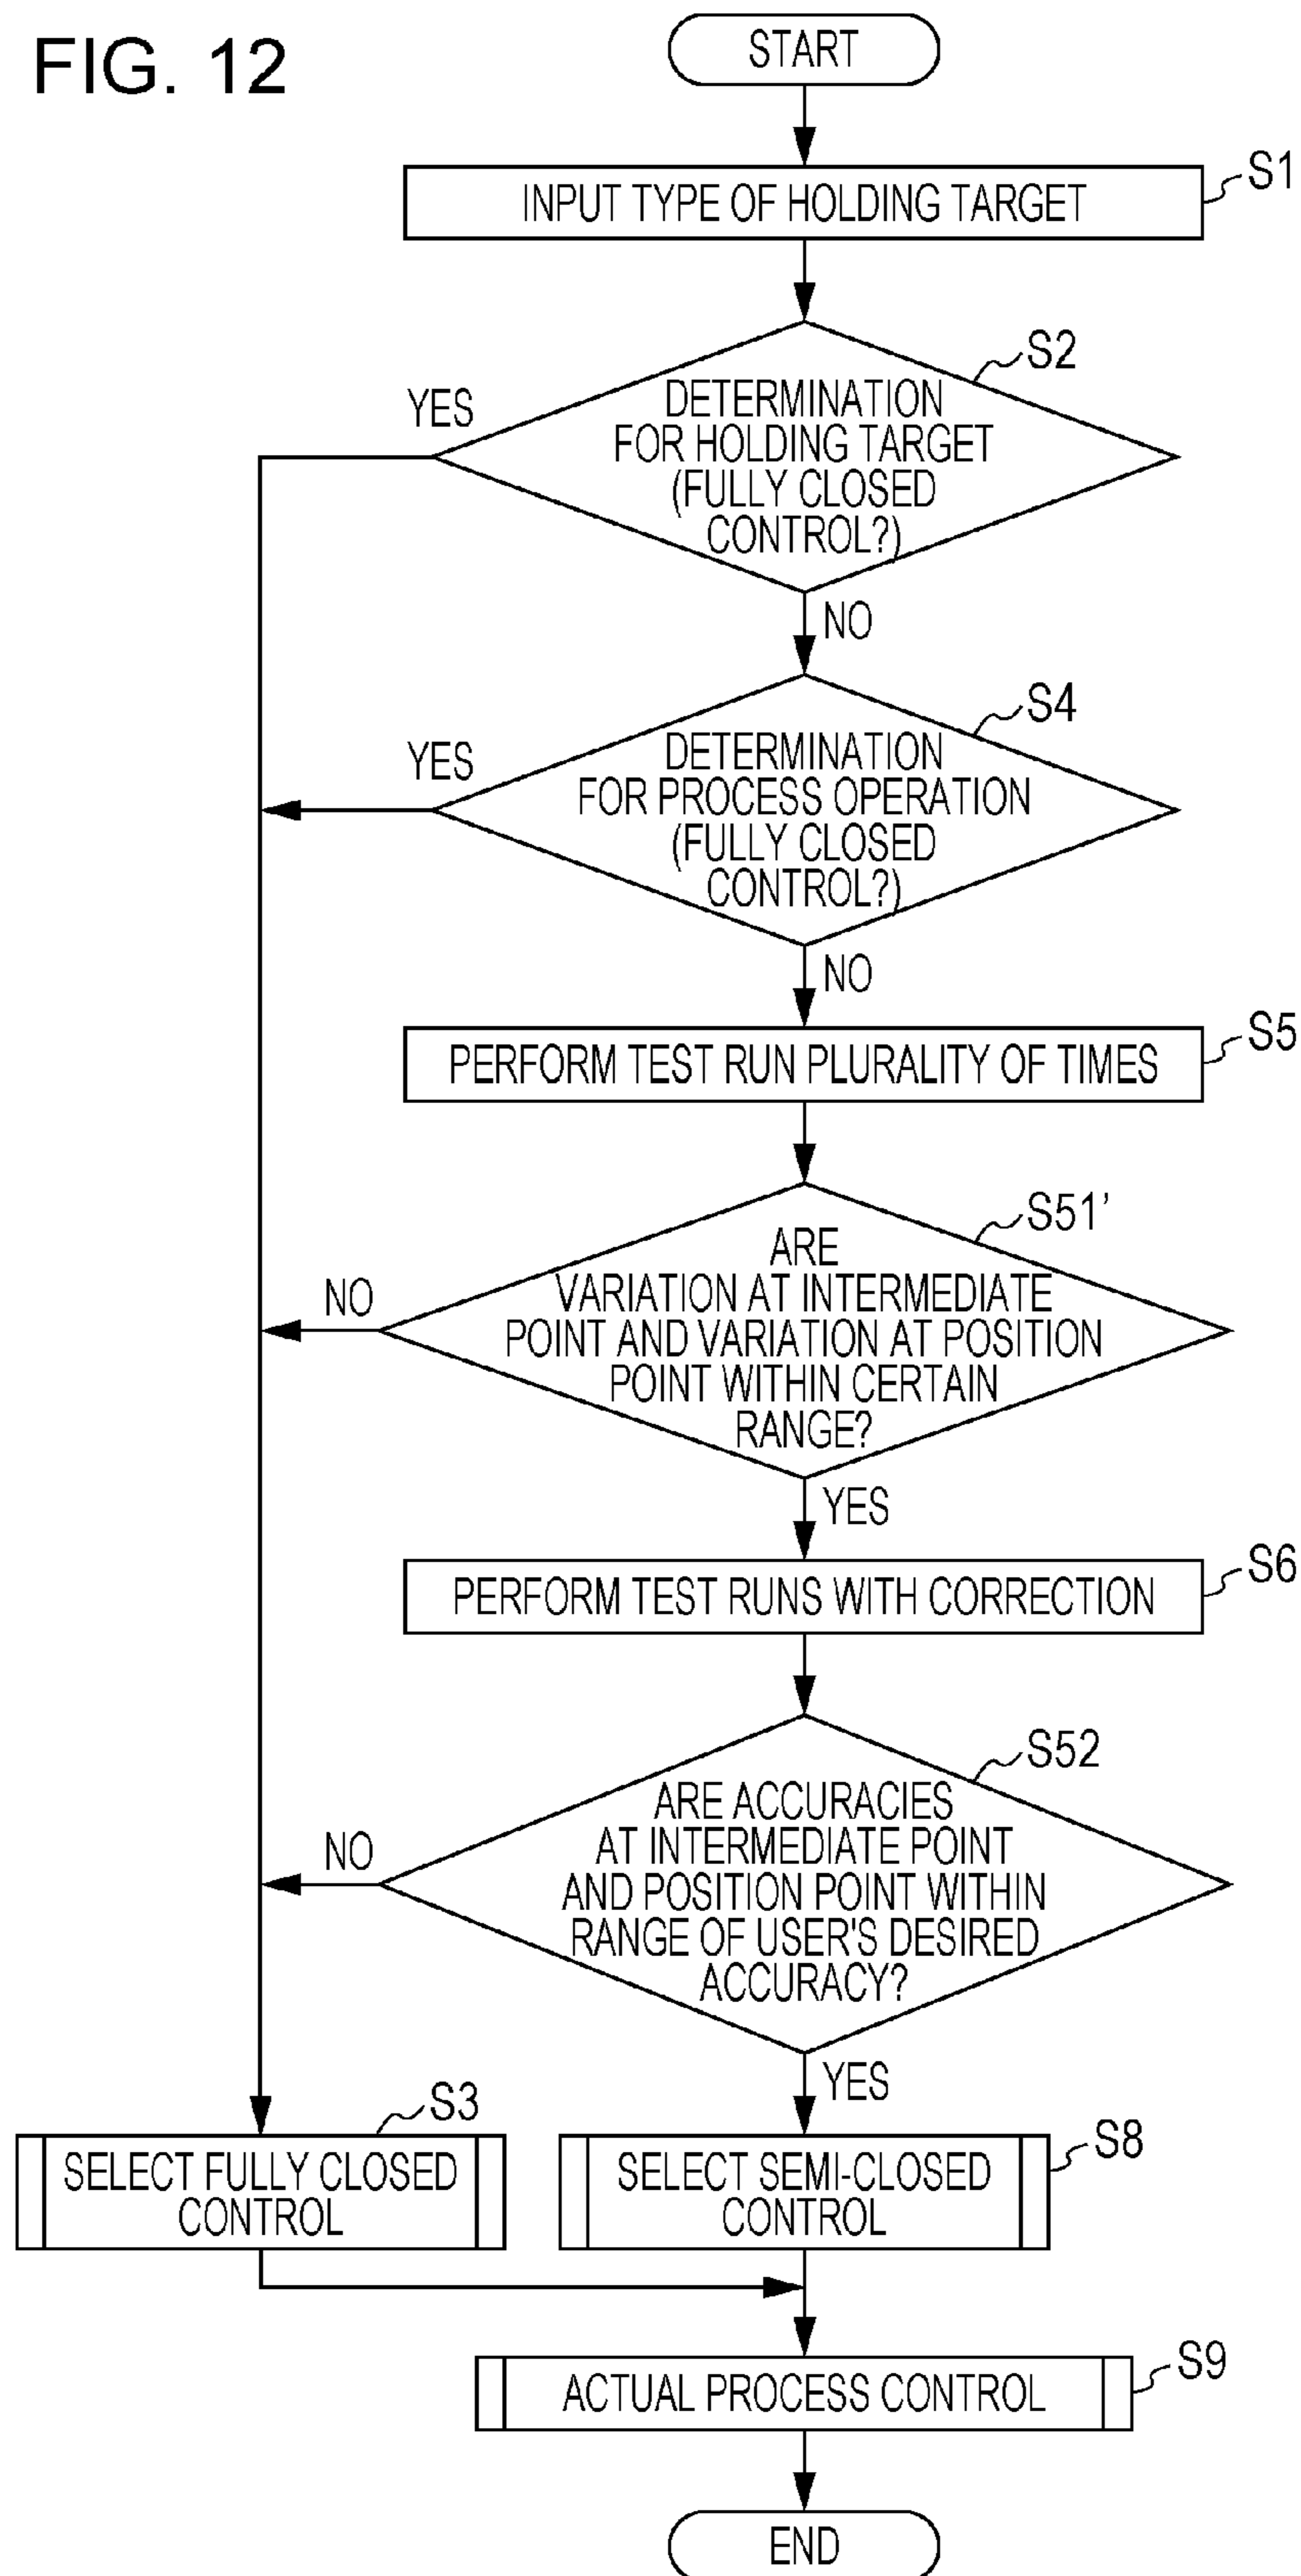 FIG. 12
START
INPUT TYPE OF HOLDING TARGET
S1
S2
DETERMINATION
FOR HOLDING TARGET
(FULLY CLOSED
CONTROL?)
YES
NO
S4
DETERMINATION
FOR PROCESS OPERATION
(FULLY CLOSED
CONTROL?)
YES
NO
S5
PERFORM TEST RUN PLURALITY OF TIMES
S51'
ARE
VARIATION AT INTERMEDIATE
POINT AND VARIATION AT POSITION
POINT WITHIN CERTAIN
RANGE?
NO
YES
S6
PERFORM TEST RUNS WITH CORRECTION
S52
ARE ACCURACIES
AT INTERMEDIATE POINT
AND POSITION POINT WITHIN
RANGE OF USER'S DESIRED
ACCURACY?
NO
YES
S3
SELECT FULLY CLOSED
CONTROL
S8
SELECT SEMI-CLOSED
CONTROL
S9
ACTUAL PROCESS CONTROL
END